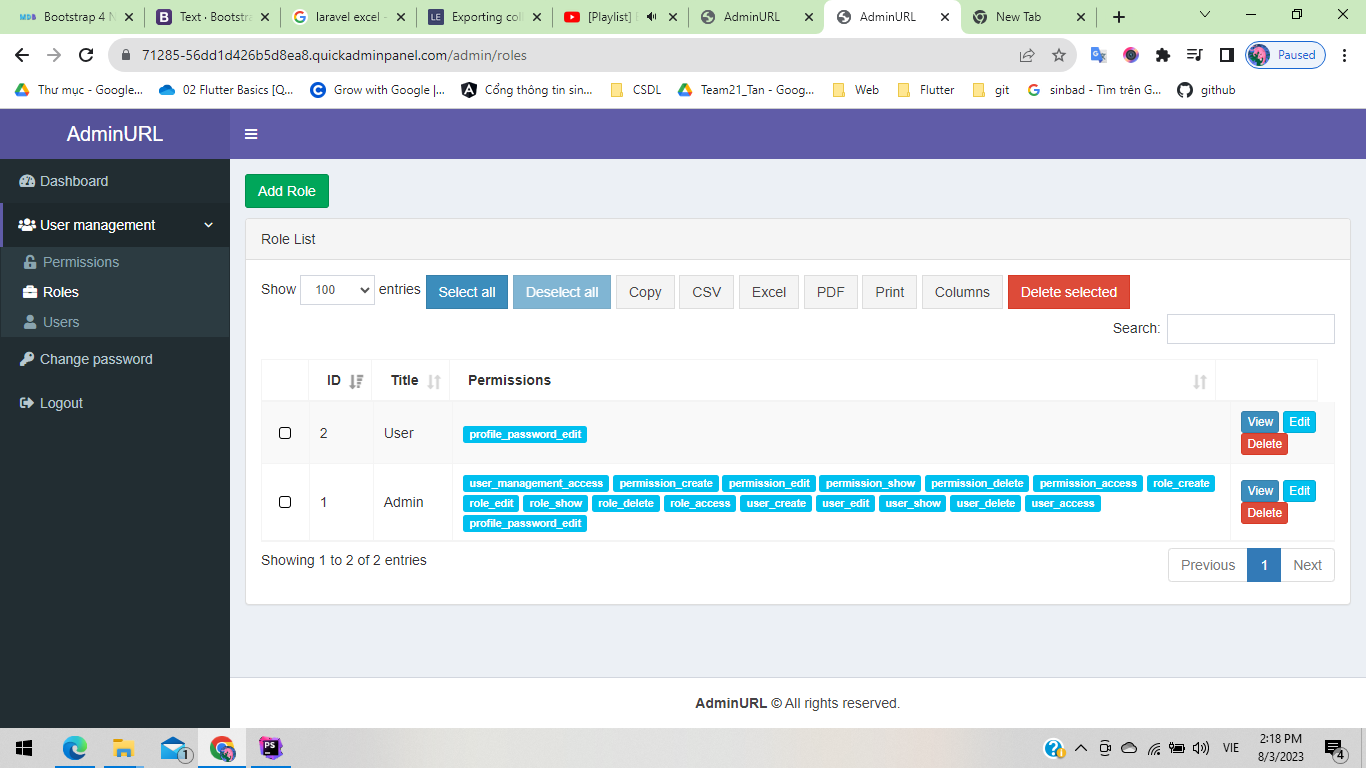 Bootstrap 4 N
Text · Bootstra
laravel excel -
Exporting coll
[Playlist]
AdminURL
AdminURL
New Tab
71285-56dd1d426b5d8ea8.quickadminpanel.com/admin/roles
Paused
Thư mục - Google...
02 Flutter Basics [Q...
Grow with Google |...
Cổng thông tin sin...
CSDL
Team21_Tan - Goog...
Web
Flutter
git
sinbad - Tìm trên G...
github
AdminURL
Dashboard
User management
Permissions
Roles
Users
Change password
Logout
Add Role
Role List
Show 100 entries Select all Deselect all Copy CSV Excel PDF Print Columns Delete selected
Search:
ID Title Permissions
2 User profile_password_edit View Edit
Delete
1 Admin
user_management_access permission_create permission_edit permission_show permission_delete permission_access role_create
role_edit role_show role_delete role_access user_create user_edit user_show user_delete user_access
profile_password_edit
View Edit
Delete
Showing 1 to 2 of 2 entries
Previous 1 Next
AdminURL © All rights reserved.
1
VIE
2:18 PM
8/3/2023
4